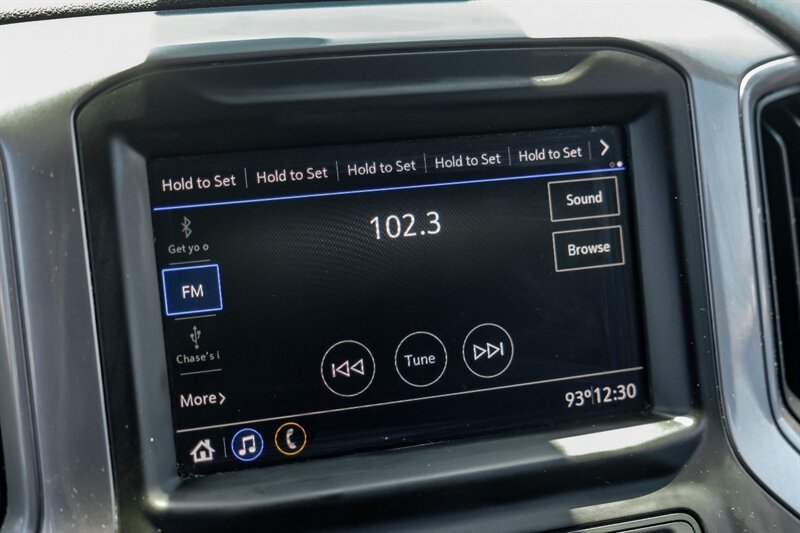 Hold to Set Hold to Set Hold to Set Hold to Set Hold to Set
102.3
Sound
Browse
Get yo o
FM
Chase's i
Tune
More
93° 12:30